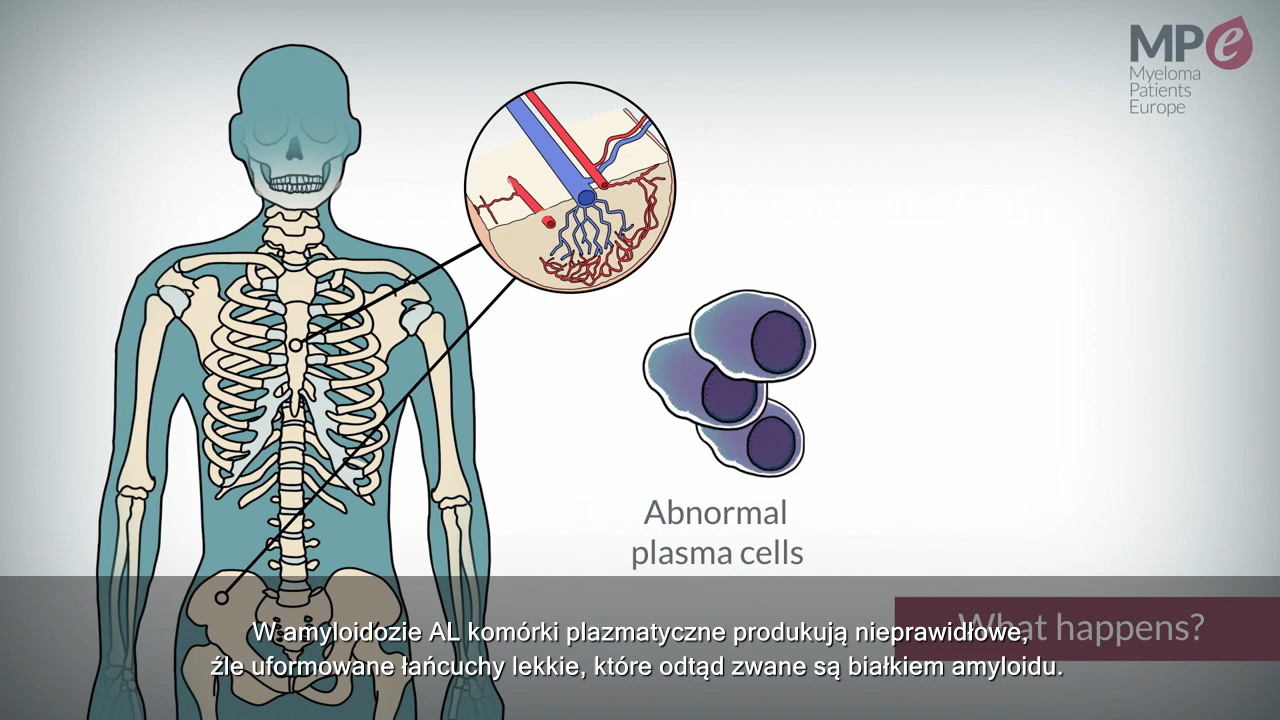 MPe
Myeloma
Patients
Europe
Abnormal
plasma cells
What happens?
W amyloidozie AL komórki plazmatyczne produkują nieprawidłowe,
źle uformowane łańcuchy lekkie, które odtąd zwane są białkiem amyloidu.